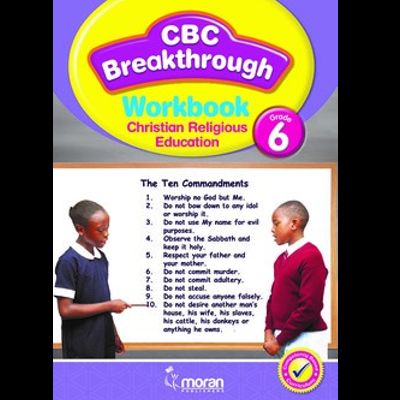 CBC
Breakthrough
Workbook
Christian Religious
Education
Grade
6
The Ten Commandments
1. Worship no God but Me.
2. Do not bow down to any idol
or worship it.
3. Do not use My name for evil
purposes.
4. Observe the Sabbath and
keep it holy.
5. Respect your father and
your mother.
6. Do not commit murder.
7. Do not commit adultery.
8. Do not steal.
9. Do not accuse anyone falsely.
10. Do not desire another man's
house, his wife, his slaves,
his cattle, his donkeys or
anything he owns.
moran
PUBLISHERS